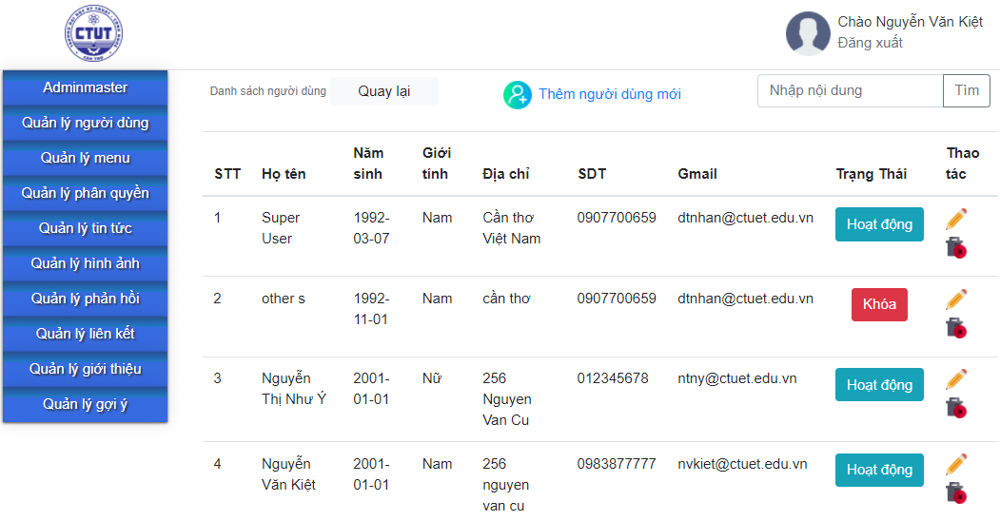 CTUT
CẦN THƠ
Chào Nguyễn Văn Kiệt
Đăng xuất
Adminmaster
Quản lý người dùng
Quản lý menu
Quản lý phân quyền
Quản lý tin tức
Quản lý hình ảnh
Quản lý phản hồi
Quản lý liên kết
Quản lý giới thiệu
Quản lý gợi ý
Danh sách người dùng Quay lại Thêm người dùng mới Nhập nội dung Tìm
Năm Giới Thao
STT Họ tên sinh tính Địa chỉ SDT Gmail Trạng Thái tác
1 Super 1992- Nam Cần thơ 0907700659 dtnhan@ctuet.edu.vn Hoạt động
User 03-07 Việt Nam
2 other s 1992- Nam cần thơ 0907700659 dtnhan@ctuet.edu.vn Khóa
11-01
3 Nguyễn 2001- Nữ 256 012345678 ntny@ctuet.edu.vn Hoạt động
Thị Như Ý 01-01 Nguyen
Van Cu
4 Nguyễn 2001- Nam 256 0983877777 nvkiet@ctuet.edu.vn Hoạt động
Văn Kiệt 01-01 nguyen
van cu